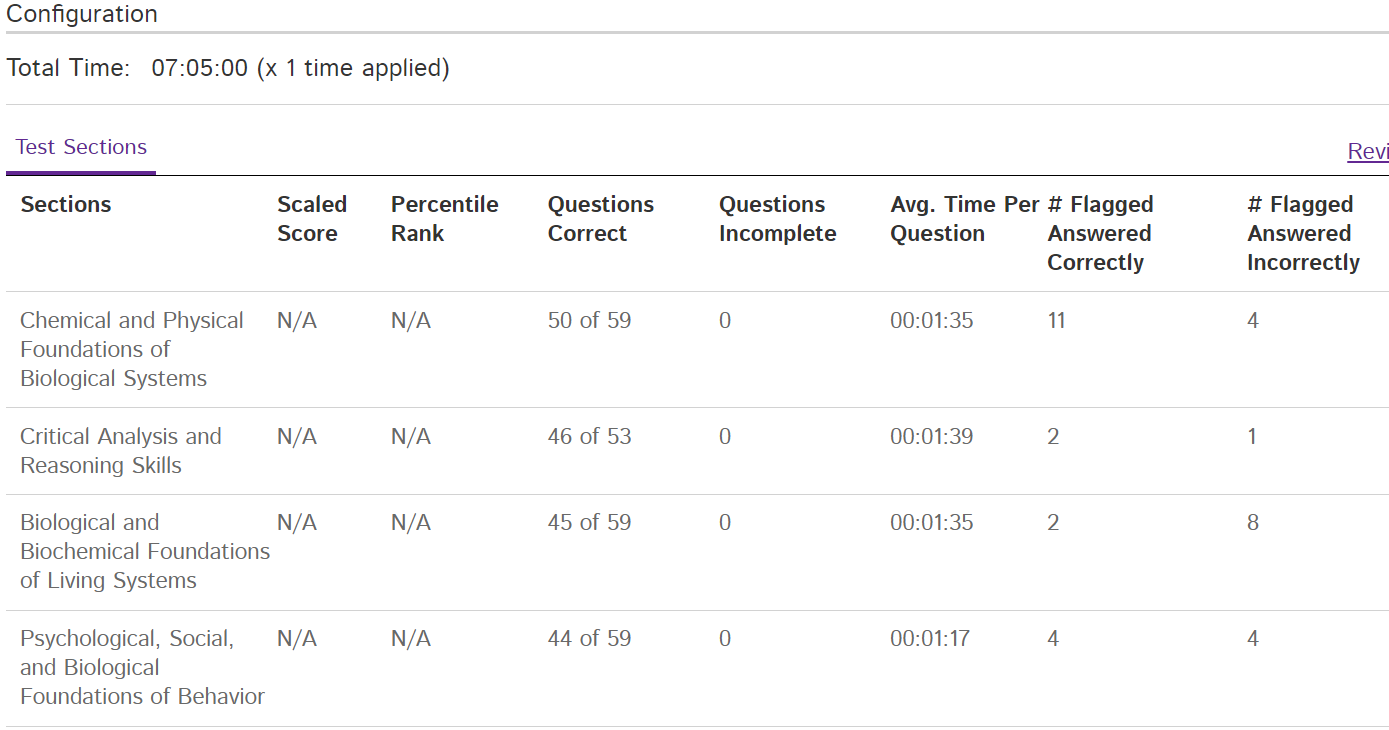 Configuration
Total Time: 07:05:00 (x 1 time applied)
Test Sections
Revi
Sections Scaled Score Percentile Rank Questions Correct Questions Incomplete Avg. Time Per Question # Flagged Answered Correctly # Flagged Answered Incorrectly
Chemical and Physical Foundations of Biological Systems N/A N/A 50 of 59 0 00:01:35 11 4
Critical Analysis and Reasoning Skills N/A N/A 46 of 53 0 00:01:39 2 1
Biological and Biochemical Foundations of Living Systems N/A N/A 45 of 59 0 00:01:35 2 8
Psychological, Social, and Biological Foundations of Behavior N/A N/A 44 of 59 0 00:01:17 4 4